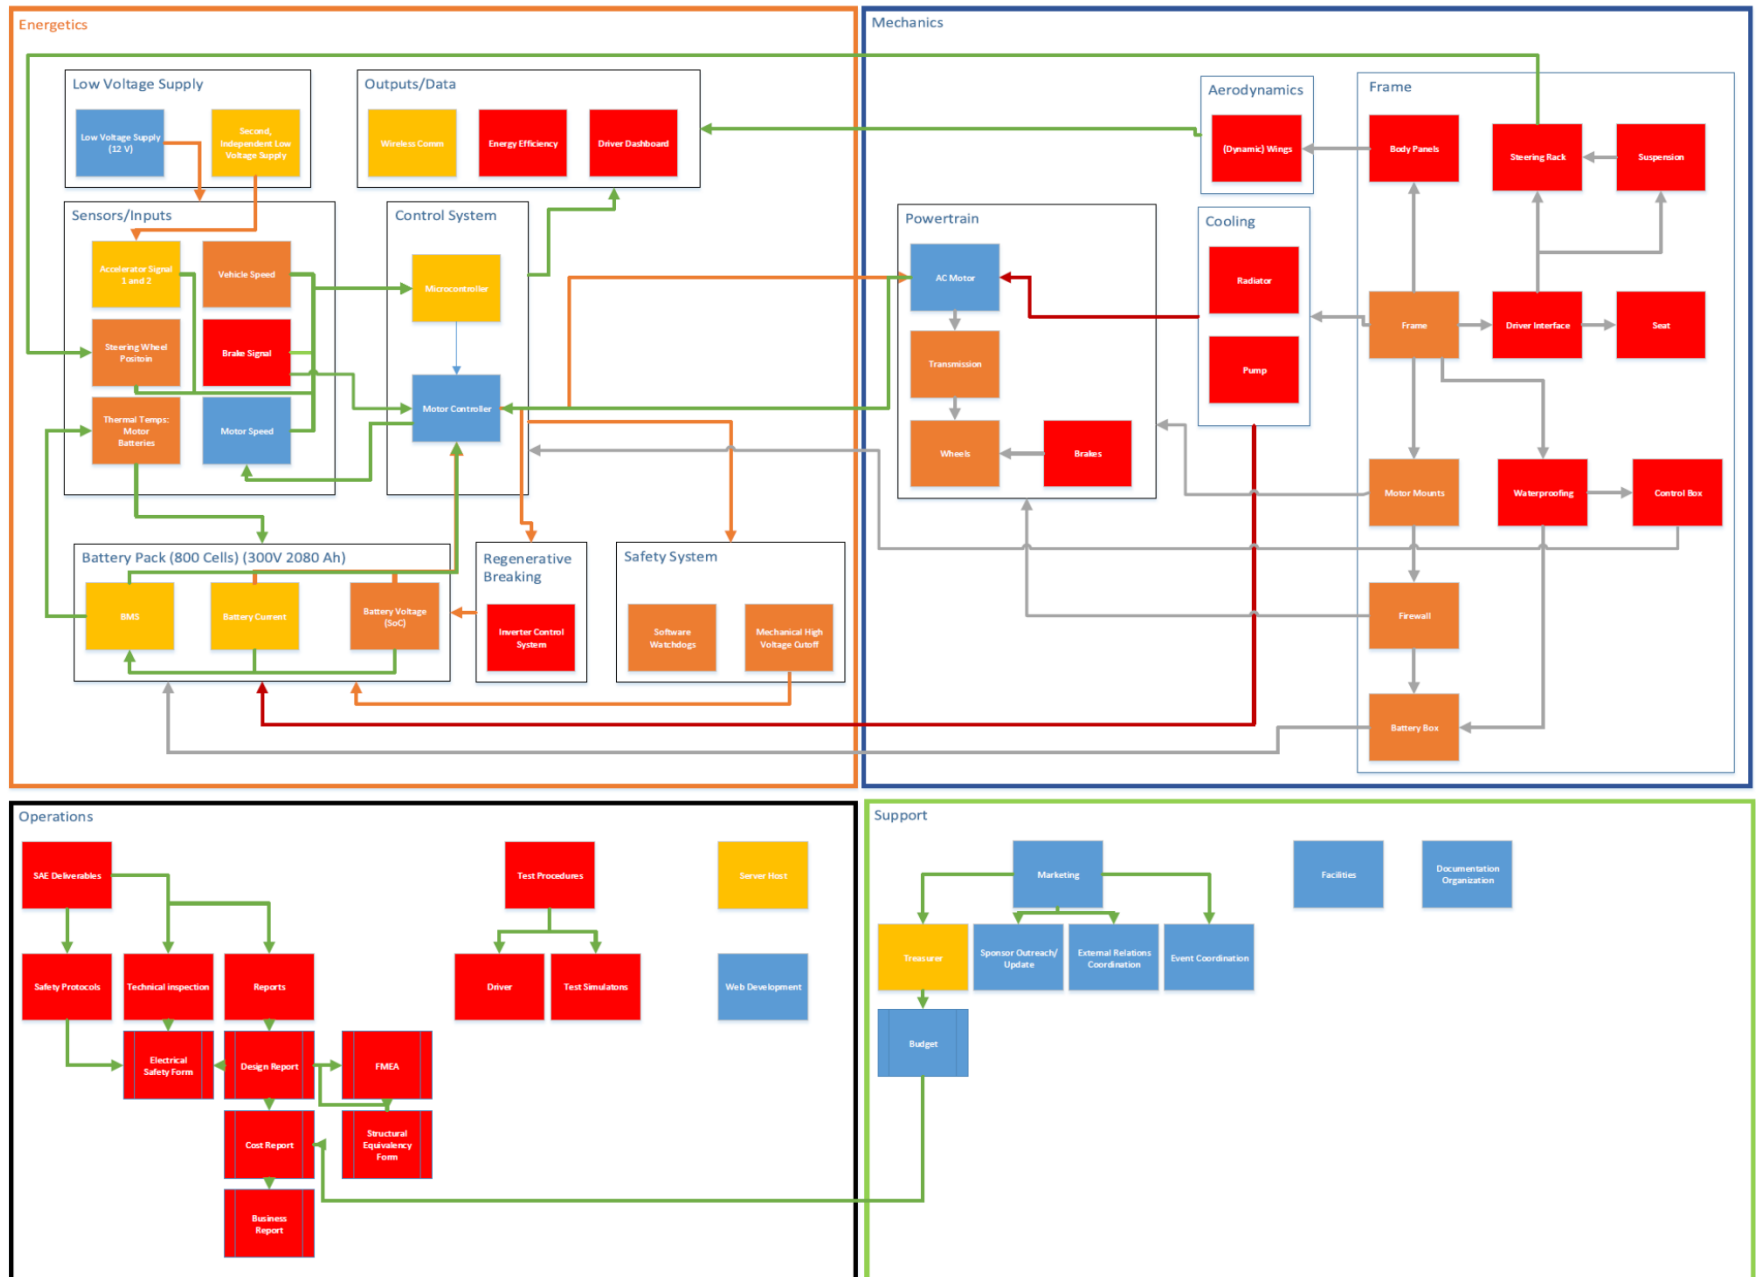 Energetics
Low Voltage Supply
Low Voltage Supply
(12 V)
Second,
Independent Low
Voltage Supply
Outputs/Data
Wireless Comm
Energy Efficiency
Driver Dashboard
Sensors/Inputs
Accelerator Signal
1 and 2
Vehicle Speed
Steering Wheel
Positoin
Brake Signal
Thermal Temps:
Motor
Batteries
Motor Speed
Control System
Microcontroller
Motor Controller
Battery Pack (800 Cells) (300V 2080 Ah)
BMS
Battery Current
Battery Voltage
(SoC)
Regenerative
Breaking
Inverter Control
System
Safety System
Software
Watchdogs
Mechanical High
Voltage Cutoff
Mechanics
Aerodynamics
(Dynamic) Wings
Powertrain
AC Motor
Transmission
Wheels
Brakes
Cooling
Radiator
Pump
Frame
Body Panels
Steering Rack
Suspension
Frame
Driver Interface
Seat
Motor Mounts
Waterproofing
Control Box
Firewall
Battery Box
Operations
SAE Deliverables
Test Procedures
Server Host
Safety Protocols
Technical inspection
Reports
Driver
Test Simulatons
Web Development
Electrical
Safety Form
Design Report
FMEA
Cost Report
Structural
Equivalency
Form
Business
Report
Support
Marketing
Facilities
Documentation
Organization
Treasurer
Sponsor Outreach/
Update
External Relations
Coordination
Event Coordination
Budget